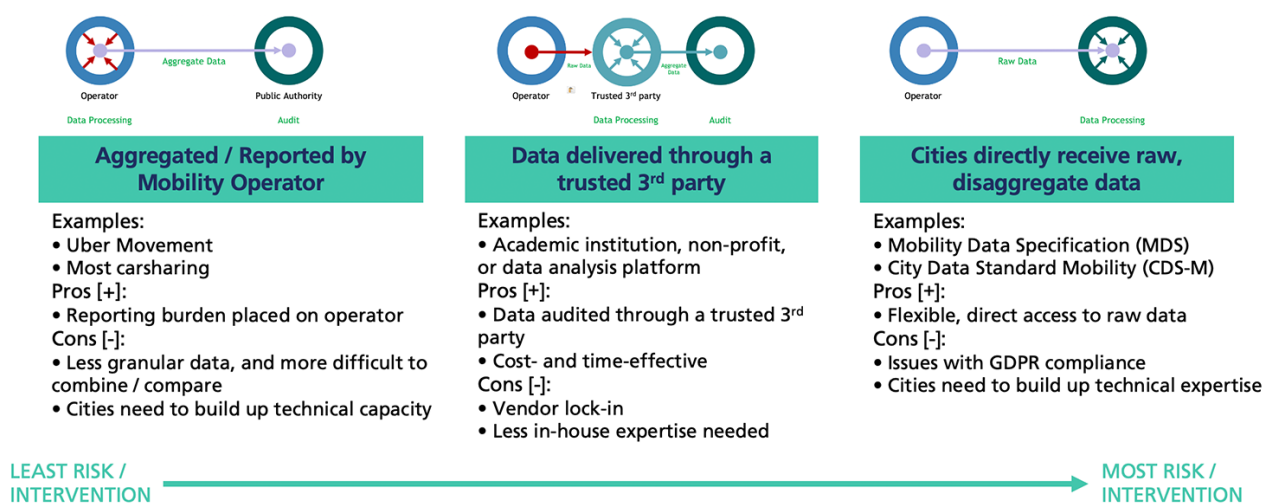 Aggregate Data
Operator
Public Authority
Data Processing
Audit
Aggregated / Reported by
Mobility Operator
Examples:
• Uber Movement
• Most carsharing
Pros [+]:
• Reporting burden placed on operator
Cons [-]:
• Less granular data, and more difficult to
combine / compare
• Cities need to build up technical capacity
Raw Data
Aggregate
Data
Operator
Trusted 3rd party
Data Processing
Audit
Data delivered through a
trusted 3rd party
Examples:
• Academic institution, non-profit,
or data analysis platform
Pros [+]:
• Data audited through a trusted 3rd
party
• Cost- and time-effective
Cons [-]:
• Vendor lock-in
• Less in-house expertise needed
Raw Data
Operator
Data Processing
Cities directly receive raw,
disaggregate data
Examples:
• Mobility Data Specification (MDS)
• City Data Standard Mobility (CDS-M)
Pros [+]:
• Flexible, direct access to raw data
Cons [-]:
• Issues with GDPR compliance
• Cities need to build up technical expertise
LEAST RISK /
INTERVENTION
MOST RISK /
INTERVENTION